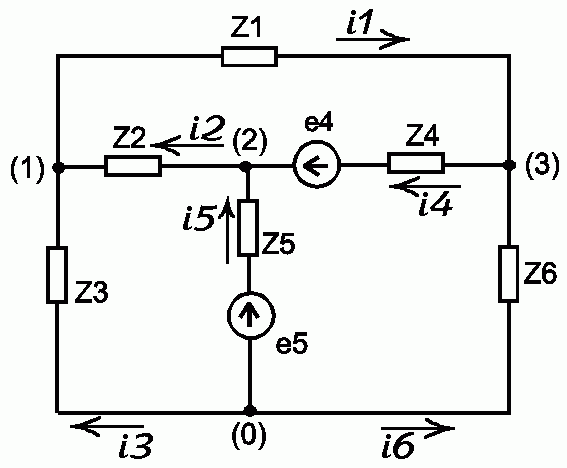 Z1 i1
Z2 i2 (2) e4 Z4
(1) (3)
i4
i5 Z5
Z3 Z6
e5
i3 (0) i6